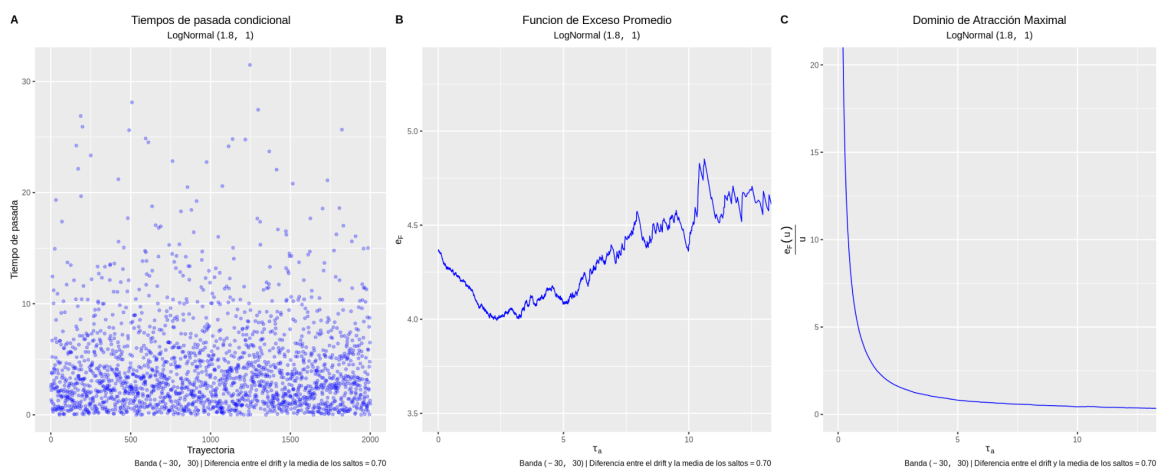 A
Tiempos de pasada condicional
LogNormal (1.8, 1)
Tiempo de pasada
30
20
10
0
0
500
1000
1500
2000
Trayectoria
Banda (−30, 30) | Diferencia entre el drift y la media de los saltos = 0.70
B
Funcion de Exceso Promedio
LogNormal (1.8, 1)
e_F
5.0
4.5
4.0
3.5
0
5
10
τ_a
Banda (−30, 30) | Diferencia entre el drift y la media de los saltos = 0.70
C
Dominio de Atracción Maximal
LogNormal (1.8, 1)
e_F(u)
u
20
15
10
5
0
0
5
10
τ_a
Banda (−30, 30) | Diferencia entre el drift y la media de los saltos = 0.70